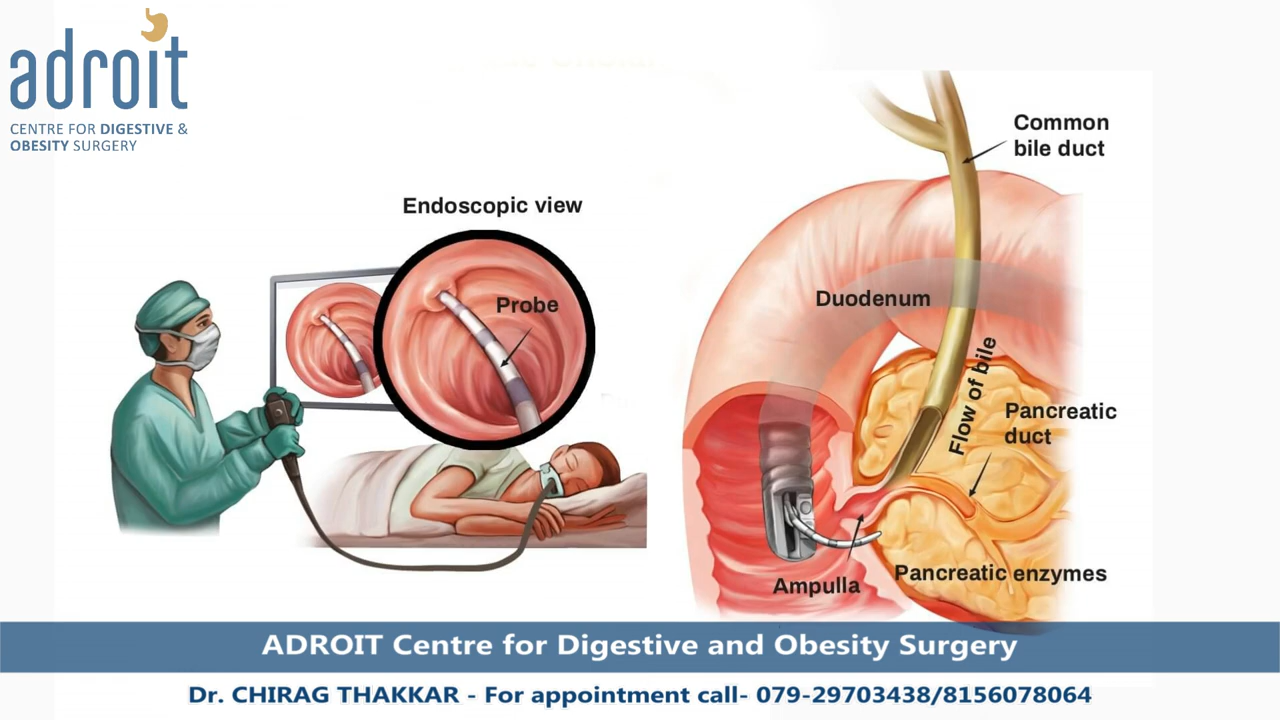 adroit
CENTRE FOR DIGESTIVE &
OBESITY SURGERY
Endoscopic view
Probe
Common
bile duct
Duodenum
Flow of bile
Pancreatic
duct
Ampulla
Pancreatic enzymes
ADROIT Centre for Digestive and Obesity Surgery
Dr. CHIRAG THAKKAR - For appointment call- 079-29703438/8156078064